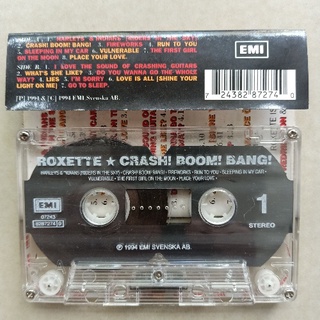 SIDE A. 1. HARLEYS & INDIANS [RIDERS IN THE SKY] 2.
CRASH! BOOM! BANG! 3. FIREWORKS 4. RUN TO YOU
5. SLEEPING IN MY CAR 6. VULNERABLE 7. THE FIRST GIRL
ON THE MOON 8. PLACE YOUR LOVE.
SIDE B. 1. I LOVE THE SOUND OF CRASHING GUITARS
2. WHAT'S SHE LIKE? 3. DO YOU WANNA GO THE WHOLE
WAY? 4. LIES 5. I'M SORRY 6. LOVE IS ALL [SHINE YOUR
LIGHT ON ME] 7. GO TO SLEEP.
[P] 1994 & [C] 1994 EMI Svenska AB.
EMI
7 24382 87274 0
ROXETTE ★ CRASH! BOOM! BANG!
HARLEYS & INDIANS (RIDERS IN THE SKY) • CRASH! BOOM! BANG! • FIREWORKS • RUN TO YOU • SLEEPING IN MY CAR •
VULNERABLE • THE FIRST GIRL ON THE MOON • PLACE YOUR LOVE •
EMI
1
STEREO
℗ 1994 EMI SVENSKA AB.